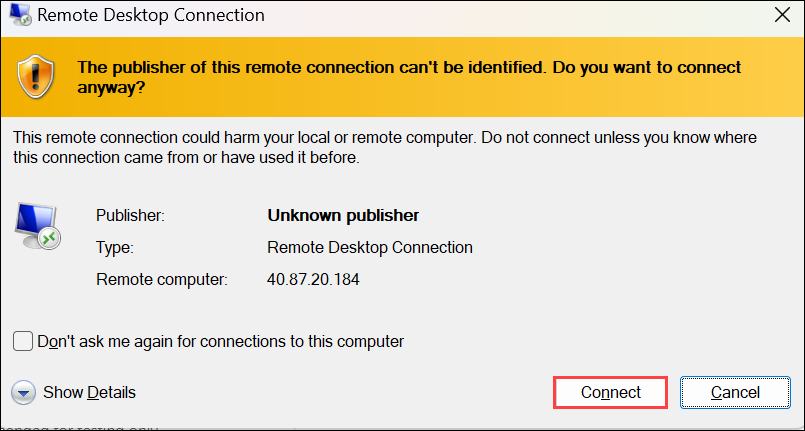 Remote Desktop Connection
The publisher of this remote connection can't be identified. Do you want to connect
anyway?
This remote connection could harm your local or remote computer. Do not connect unless you know where
this connection came from or have used it before.
Publisher: Unknown publisher
Type: Remote Desktop Connection
Remote computer: 40.87.20.184
Don't ask me again for connections to this computer
Show Details Connect Cancel